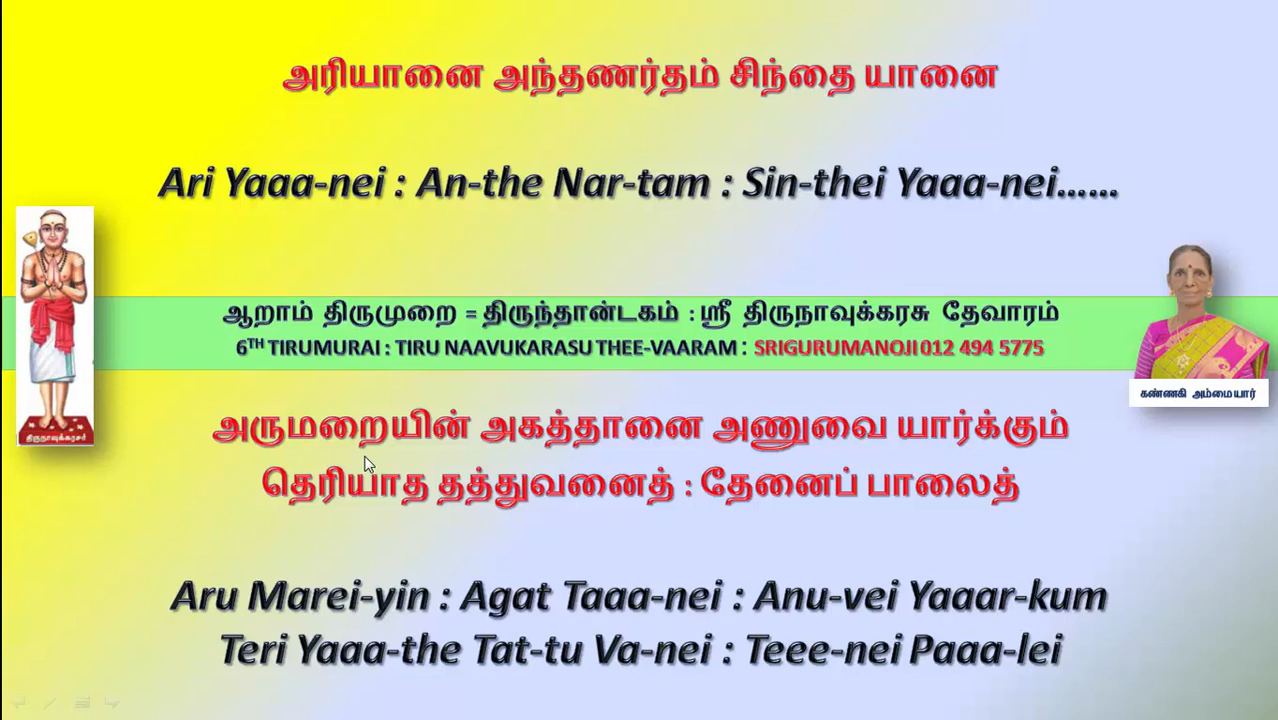 அரியானை அந்தணர்தம் சிந்தை யானை
Ari Yaaa-nei : An-the Nar-tam : Sin-thei Yaaa-nei......
ஆறாம் திருமுறை = திருந்தான்டகம் : ஸ்ரீ திருநாவுக்கரசு தேவாரம்
6TH TIRUMURAI : TIRU NAAVUKARASU THEE-VAARAM : SRIGURUMANOJI 012 494 5775
திருநாவுக்கரசர்
கண்ணகி அம்மையார்
அருமறையின் அகத்தானை அணுவை யார்க்கும்
தெரியாத தத்துவனைத் : தேனைப் பாலைத்
Aru Marei-yin : Agat Taaa-nei : Anu-vei Yaaar-kum
Teri Yaaa-the Tat-tu Va-nei : Teee-nei Paaa-lei